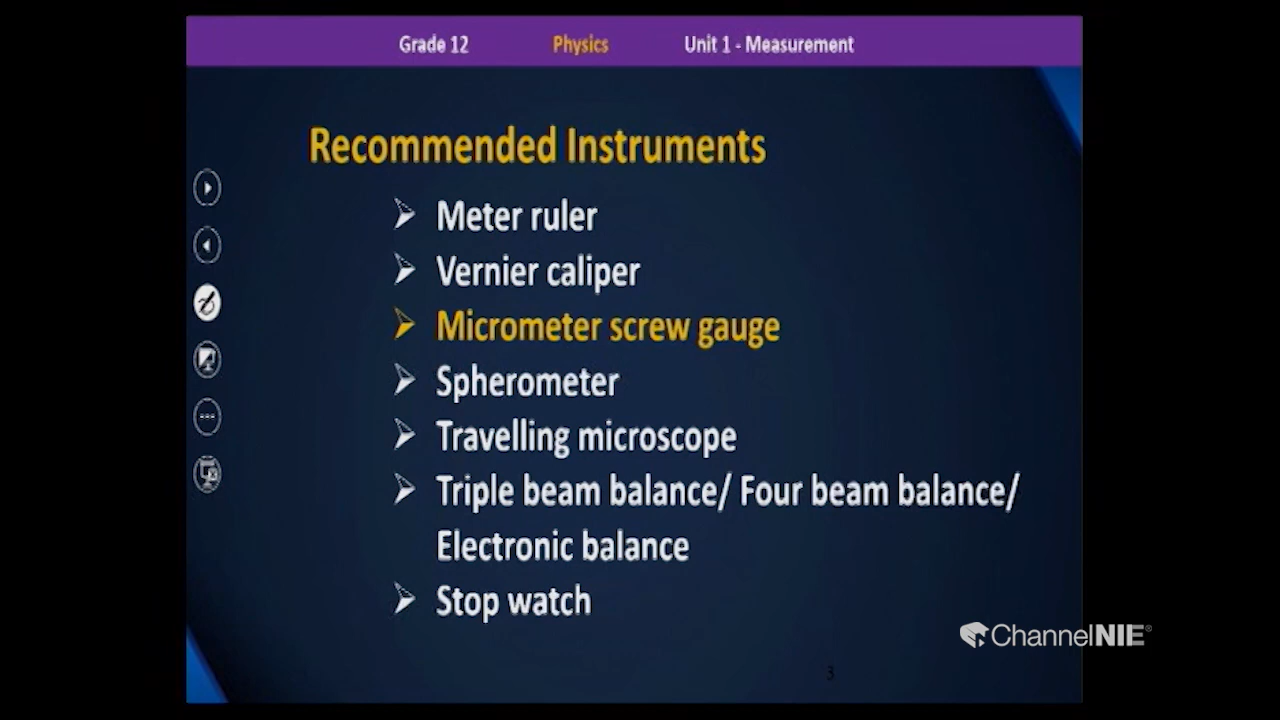 Grade 12 Physics Unit 1 - Measurement
Recommended Instruments
Meter ruler
Vernier caliper
Micrometer screw gauge
Spherometer
Travelling microscope
Triple beam balance/ Four beam balance/
Electronic balance
Stop watch
ChannelNIE®
3